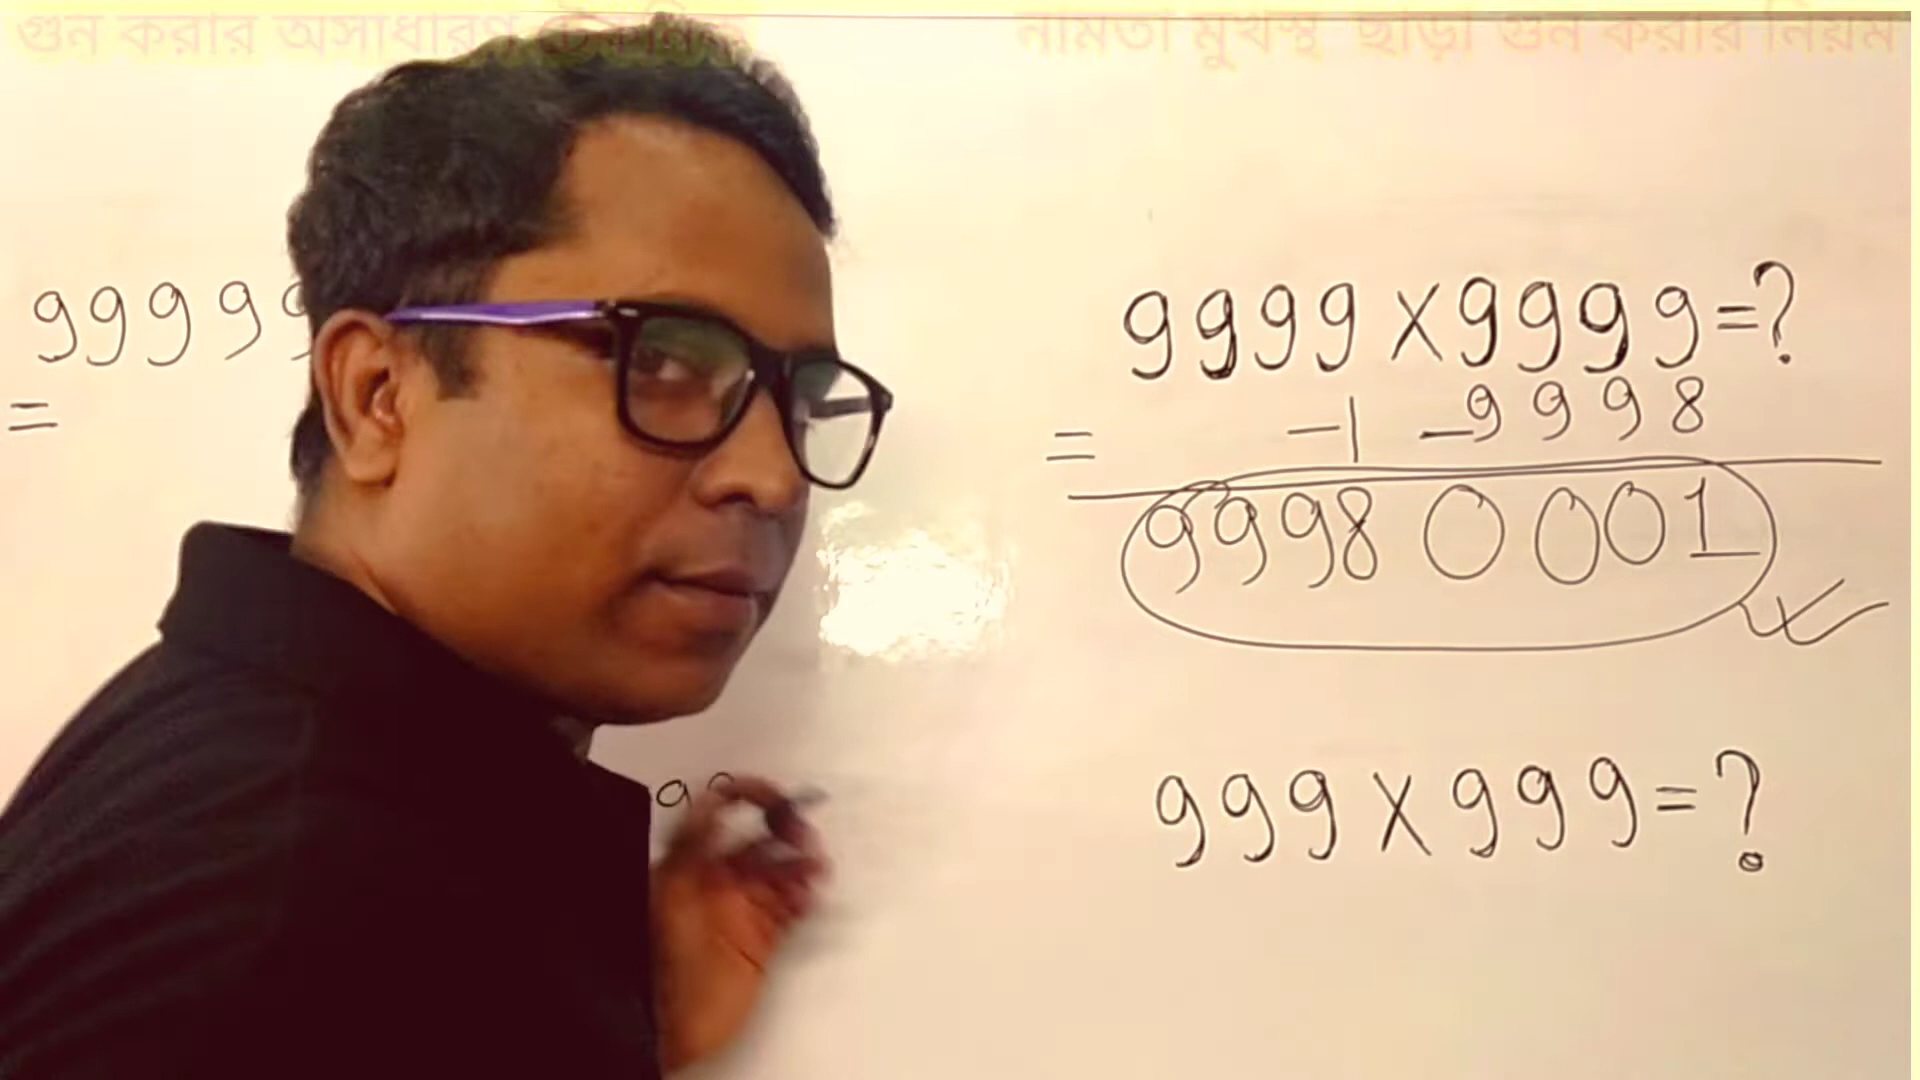 গুন করার অসাধারণ টেকনিক
নামতা মুখস্থ ছাড়া গুন করার নিয়ম
99999
=
9999×9999=?
= -1 -9998
99980001
999×999=?